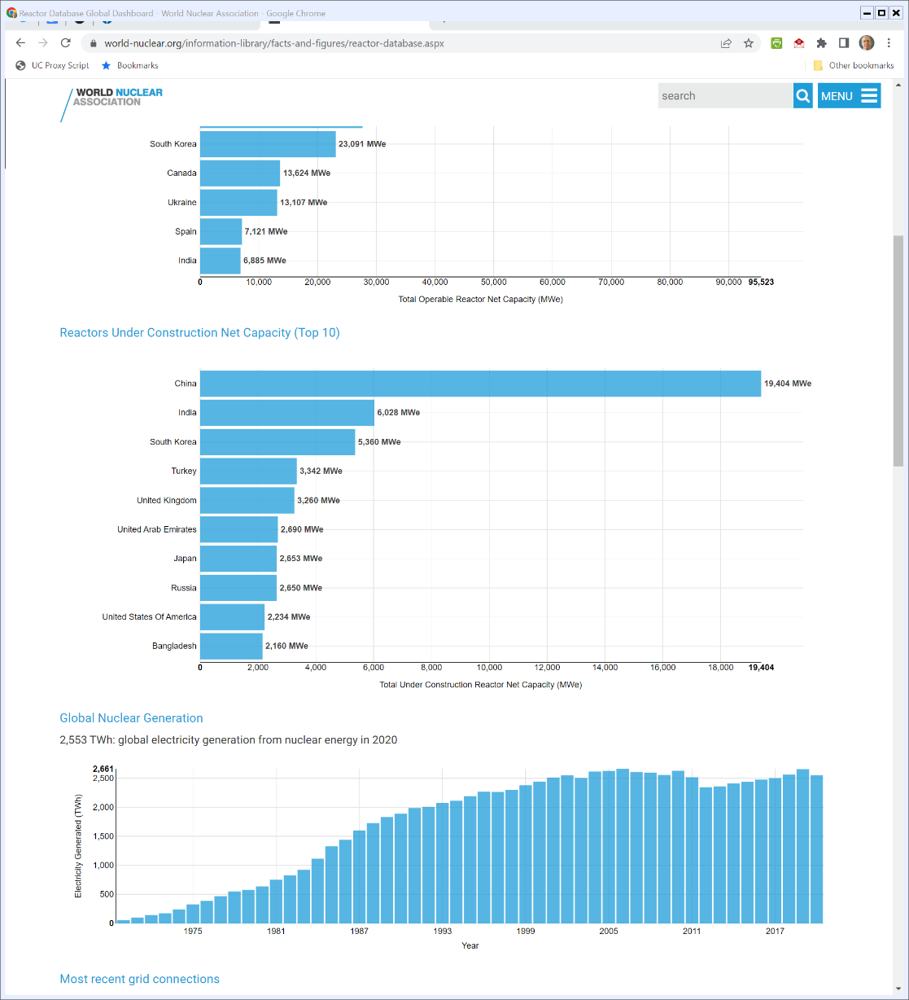 Reactor Database Global Dashboard - World Nuclear Association - Google Chrome
world-nuclear.org/information-library/facts-and-figures/reactor-database.aspx
UC Proxy Script Bookmarks Other bookmarks
WORLD NUCLEAR
ASSOCIATION
search MENU
South Korea 23,091 MWe
Canada 13,624 MWe
Ukraine 13,107 MWe
Spain 7,121 MWe
India 6,885 MWe
0 10,000 20,000 30,000 40,000 50,000 60,000 70,000 80,000 90,000 95,523
Total Operable Reactor Net Capacity (MWe)
Reactors Under Construction Net Capacity (Top 10)
China 19,404 MWe
India 6,028 MWe
South Korea 5,360 MWe
Turkey 3,342 MWe
United Kingdom 3,260 MWe
United Arab Emirates 2,690 MWe
Japan 2,653 MWe
Russia 2,650 MWe
United States Of America 2,234 MWe
Bangladesh 2,160 MWe
0 2,000 4,000 6,000 8,000 10,000 12,000 14,000 16,000 18,000 19,404
Total Under Construction Reactor Net Capacity (MWe)
Global Nuclear Generation
2,553 TWh: global electricity generation from nuclear energy in 2020
2,661
2,500
2,000
1,500
1,000
500
0
Electricity Generated (TWh)
1975 1981 1987 1993 1999 2005 2011 2017
Year
Most recent grid connections